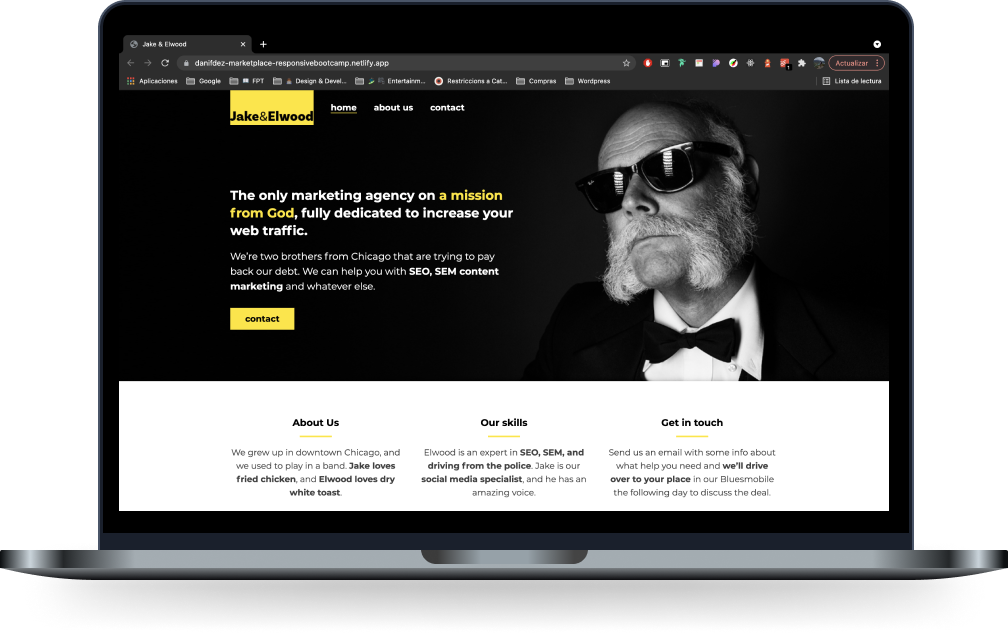 Jake & Elwood
danifdez-marketplace-responsivebootcamp.netlify.app
Actualizar
Aplicaciones
Google
FPT
Design & Devel...
Entertainm...
Restriccions a Cat...
Compras
Wordpress
Lista de lectura
Jake&Elwood
home
about us
contact
The only marketing agency on a mission
from God, fully dedicated to increase your
web traffic.
We're two brothers from Chicago that are trying to pay
back our debt. We can help you with SEO, SEM content
marketing and whatever else.
contact
About Us
We grew up in downtown Chicago, and
we used to play in a band. Jake loves
fried chicken, and Elwood loves dry
white toast.
Our skills
Elwood is an expert in SEO, SEM, and
driving from the police. Jake is our
social media specialist, and he has an
amazing voice.
Get in touch
Send us an email with some info about
what help you need and we'll drive
over to your place in our Bluesmobile
the following day to discuss the deal.